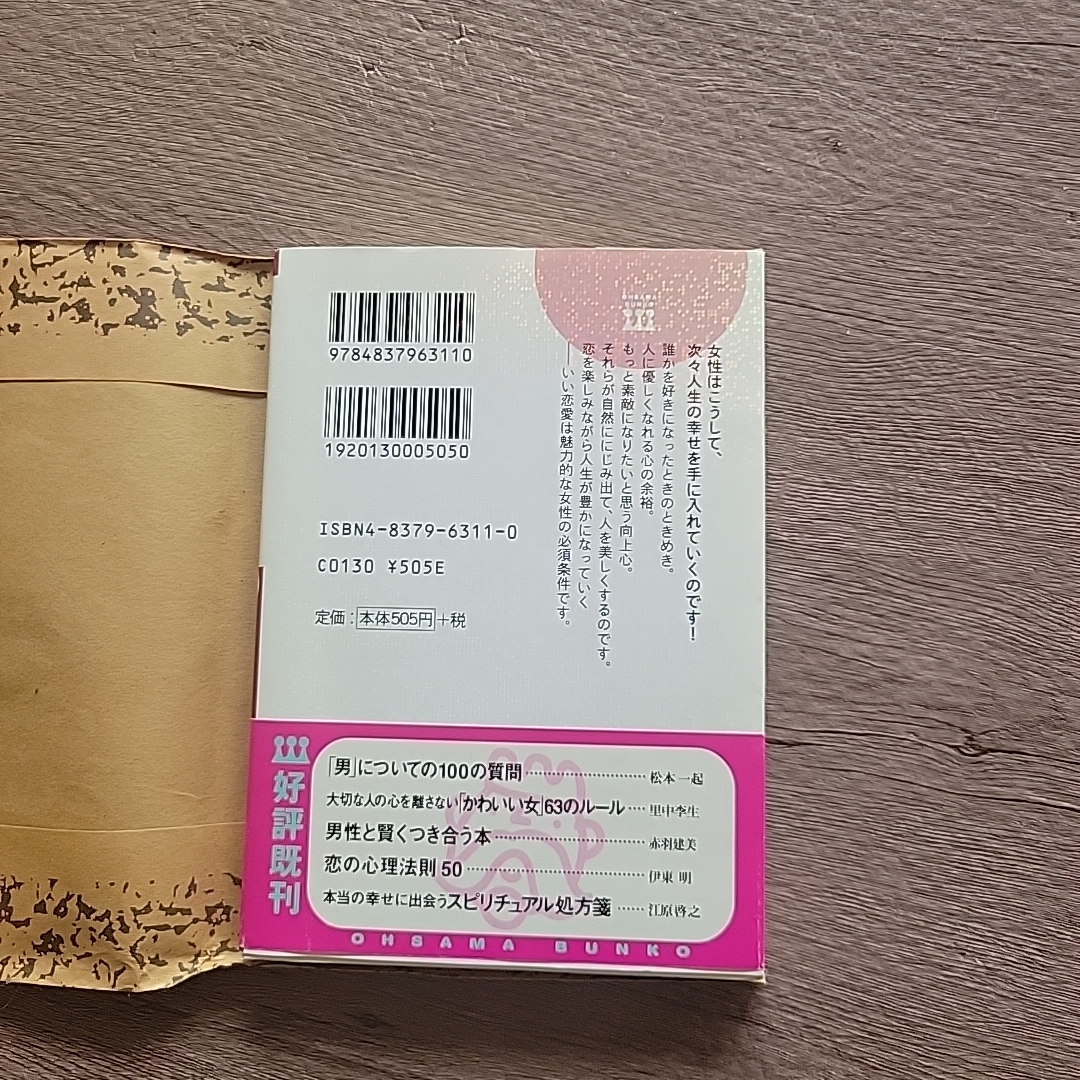 9784837963110
1920130005050
ISBN4-8379-6311-0
C0130 ¥505E
定価：本体505円+税
OHSAMA
BUNKO
女性はこうして、
次々人生の幸せを手に入れていくのです！
誰かを好きになったときのときめき。
人に優しくなれる心の余裕。
もっと素敵になりたいと思う向上心。
それらが自然ににじみ出て、人を美しくするのです。
恋を楽しみながら人生が豊かになっていく
──いい恋愛は魅力的な女性の必須条件です。
好評既刊
「男」についての100の質問……………………松本一起
大切な人の心を離さない「かわいい女」63のルール……里中李生
男性と賢くつき合う本……………………赤羽建美
恋の心理法則50……………………伊東 明
本当の幸せに出会うスピリチュアル処方箋……江原啓之
OHSAMA BUNKO